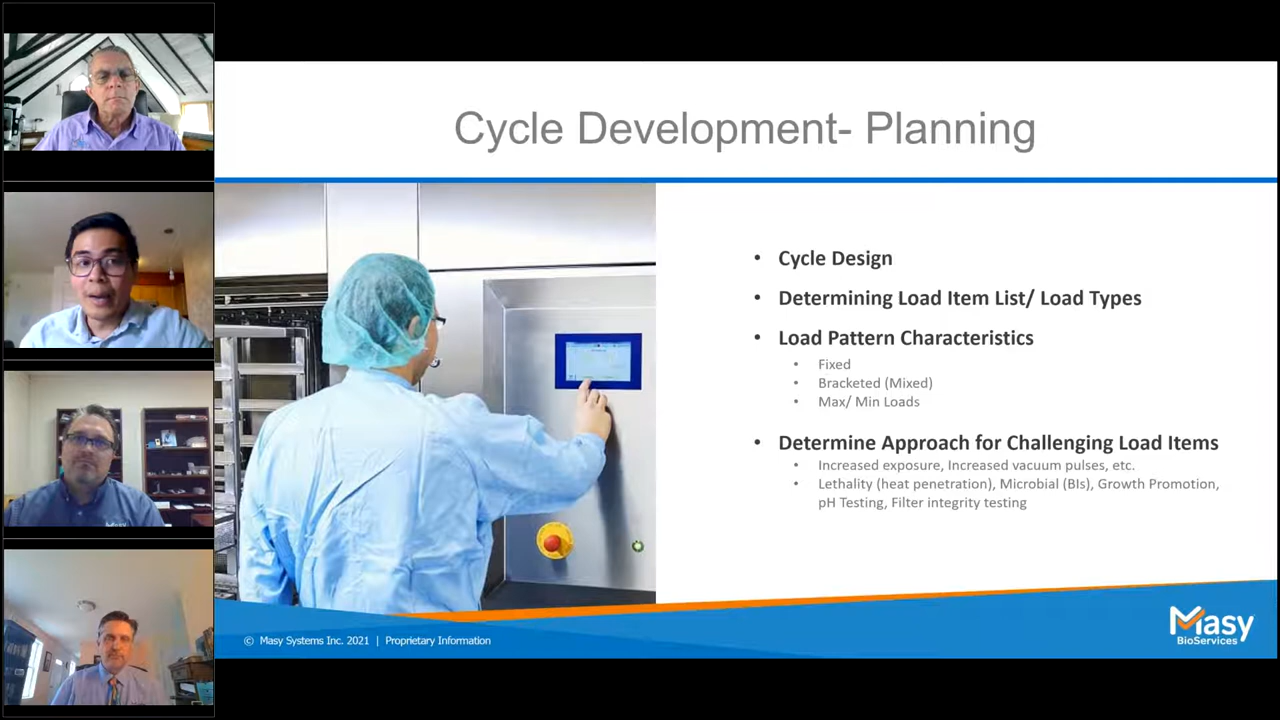 Cycle Development- Planning
• Cycle Design
• Determining Load Item List/ Load Types
• Load Pattern Characteristics
• Fixed
• Bracketed (Mixed)
• Max/ Min Loads
• Determine Approach for Challenging Load Items
• Increased exposure, Increased vacuum pulses, etc.
• Lethality (heat penetration), Microbial (BIs), Growth Promotion,
pH Testing, Filter integrity testing
© Masy Systems Inc. 2021 | Proprietary Information
Masy
BioServices